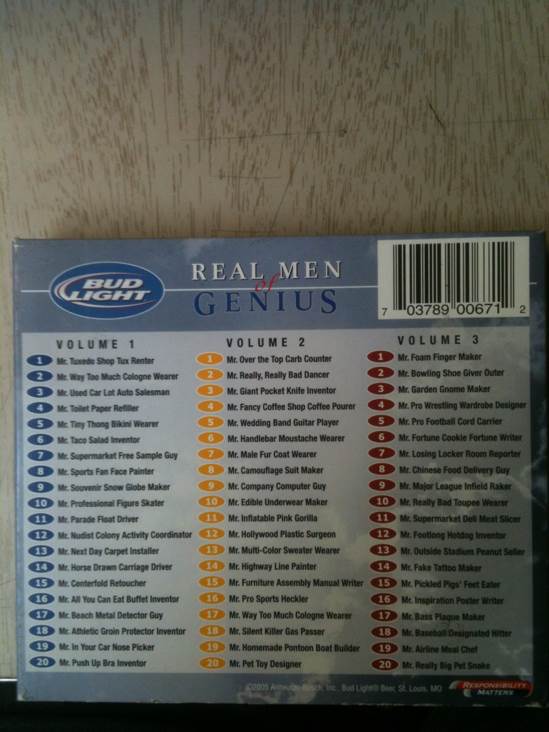 BUD
LIGHT
REAL MEN
of
GENIUS
7 03789 00671 2
VOLUME 1
1 Mr. Tuxedo Shop Tux Renter
2 Mr. Way Too Much Cologne Wearer
3 Mr. Used Car Lot Auto Salesman
4 Mr. Toilet Paper Refiller
5 Mr. Tiny Thong Bikini Wearer
6 Mr. Taco Salad Inventor
7 Mr. Supermarket Free Sample Guy
8 Mr. Sports Fan Face Painter
9 Mr. Souvenir Snow Globe Maker
10 Mr. Professional Figure Skater
11 Mr. Parade Float Driver
12 Mr. Nudist Colony Activity Coordinator
13 Mr. Next Day Carpet Installer
14 Mr. Horse Drawn Carriage Driver
15 Mr. Centerfold Retoucher
16 Mr. All You Can Eat Buffet Inventor
17 Mr. Beach Metal Detector Guy
18 Mr. Athletic Groin Protector Inventor
19 Mr. In Your Car Nose Picker
20 Mr. Push Up Bra Inventor
VOLUME 2
1 Mr. Over the Top Carb Counter
2 Mr. Really, Really Bad Dancer
3 Mr. Giant Pocket Knife Inventor
4 Mr. Fancy Coffee Shop Coffee Pourer
5 Mr. Wedding Band Guitar Player
6 Mr. Handlebar Moustache Wearer
7 Mr. Male Fur Coat Wearer
8 Mr. Camouflage Suit Maker
9 Mr. Company Computer Guy
10 Mr. Edible Underwear Maker
11 Mr. Inflatable Pink Gorilla
12 Mr. Hollywood Plastic Surgeon
13 Mr. Multi-Color Sweater Wearer
14 Mr. Highway Line Painter
15 Mr. Furniture Assembly Manual Writer
16 Mr. Pro Sports Heckler
17 Mr. Way Too Much Cologne Wearer
18 Mr. Silent Killer Gas Passer
19 Mr. Homemade Pontoon Boat Builder
20 Mr. Pet Toy Designer
VOLUME 3
1 Mr. Foam Finger Maker
2 Mr. Bowling Shoe Giver Outer
3 Mr. Garden Gnome Maker
4 Mr. Pro Wrestling Wardrobe Designer
5 Mr. Pro Football Cord Carrier
6 Mr. Fortune Cookie Fortune Writer
7 Mr. Losing Locker Room Reporter
8 Mr. Chinese Food Delivery Guy
9 Mr. Major League Infield Raker
10 Mr. Really Bad Toupee Wearer
11 Mr. Supermarket Deli Meat Slicer
12 Mr. Footlong Hotdog Inventor
13 Mr. Outside Stadium Peanut Seller
14 Mr. Fake Tattoo Maker
15 Mr. Pickled Pigs' Feet Eater
16 Mr. Inspiration Poster Writer
17 Mr. Bass Plaque Maker
18 Mr. Baseball Designated Hitter
19 Mr. Airline Meal Chef
20 Mr. Really Big Pet Snake
©2005 Anheuser-Busch, Inc., Bud Light® Beer, St. Louis, MO
RESPONSIBILITY
MATTERS